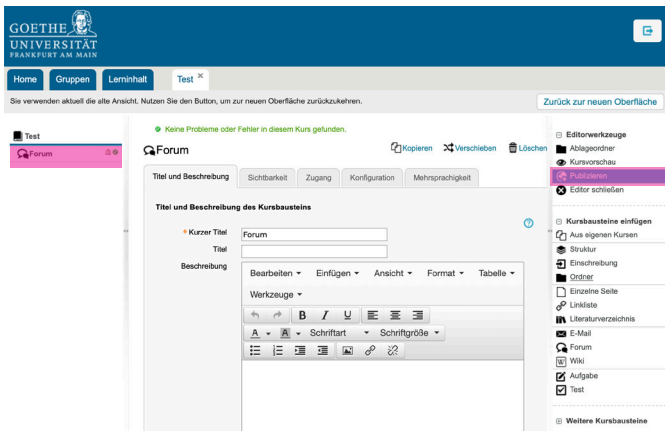 GOETHE
UNIVERSITÄT
FRANKFURT AM MAIN
Home Gruppen Lerninhalt Test ×
Sie verwenden aktuell die alte Ansicht. Nutzen Sie den Button, um zur neuen Oberfläche zurückzukehren.
Zurück zur neuen Oberfläche
Test
Forum
Keine Probleme oder Fehler in diesem Kurs gefunden.
Forum
Kopieren Verschieben Löschen
Titel und Beschreibung Sichtbarkeit Zugang Konfiguration Mehrsprachigkeit
Titel und Beschreibung des Kursbausteins
Kurzer Titel Forum
Titel
Beschreibung
Bearbeiten Einfügen Ansicht Format Tabelle
Werkzeuge
B I U
A A Schriftart Schriftgröße
Editorwerkzeuge
Ablageordner
Kursvorschau
Publizieren
Editor schließen
Kursbausteine einfügen
Aus eigenen Kursen
Struktur
Einschreibung
Ordner
Einzelne Seite
Linkliste
Literaturverzeichnis
E-Mail
Forum
W Wiki
Aufgabe
Test
Weitere Kursbausteine